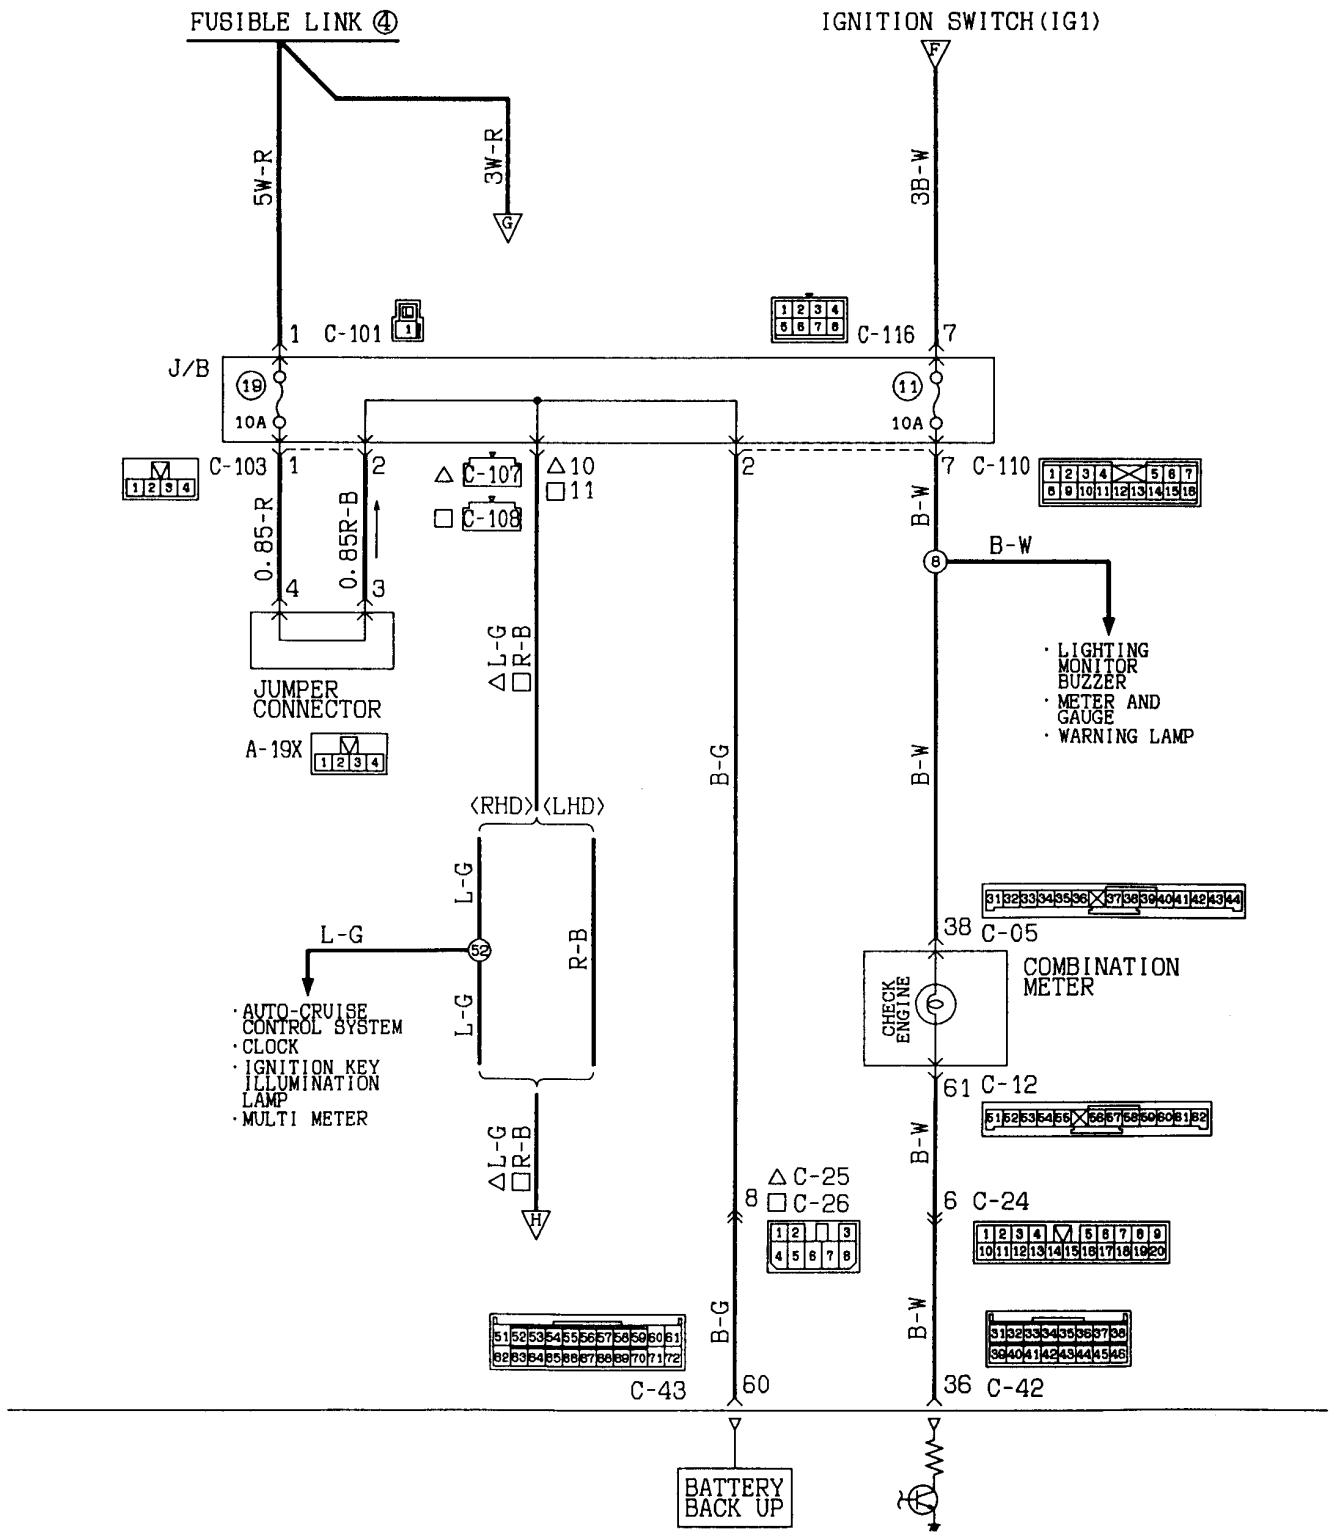 FUSIBLE LINK ④
IGNITION SWITCH(IG1)
F
5W-R
3W-R
3B-W
G
1 C-101
1
1 2 3 4
5 6 7 8
C-116 7
J/B
19
10A
11
10A
C-103 1 2
1 2 3 4
△ C-107 △10
□ C-108 □11
2
7 C-110
1 2 3 4 5 6 7
8 9 10 11 12 13 14 15 16
0.85-R
0.85R-B
B-W
8
B-W
4 3
JUMPER
CONNECTOR
A-19X
1 2 3 4
△L-G
□R-B
· LIGHTING
MONITOR
BUZZER
· METER AND
GAUGE
· WARNING LAMP
B-G
B-W
<RHD> <LHD>
L-G
R-B
L-G
52
L-G
· AUTO-CRUISE
CONTROL SYSTEM
· CLOCK
· IGNITION KEY
ILLUMINATION
LAMP
· MULTI METER
31 32 33 34 35 36 37 38 39 40 41 42 43 44
38 C-05
CHECK
ENGINE
COMBINATION
METER
61 C-12
51 52 53 54 55 56 57 58 59 60 61 62
△L-G
□R-B
H
B-W
8 △ C-25
□ C-26
1 2 3
4 5 6 7 8
6 C-24
1 2 3 4 5 6 7 8 9
10 11 12 13 14 15 16 17 18 19 20
B-G
B-W
51 52 53 54 55 56 57 58 59 60 61
62 63 64 65 66 67 68 69 70 71 72
C-43 60
31 32 33 34 35 36 37 38
39 40 41 42 43 44 45 46
36 C-42
BATTERY
BACK UP